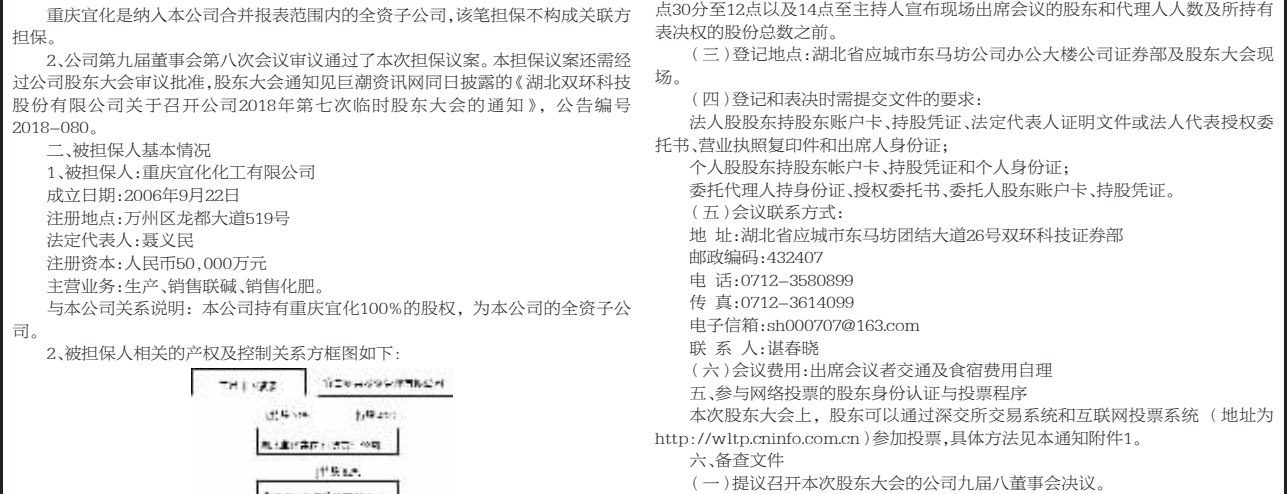 重庆宜化是纳入本公司合并报表范围内的全资子公司,该笔担保不构成关联方
担保。
2、公司第九届董事会第八次会议审议通过了本次担保议案。本担保议案还需经
过公司股东大会审议批准,股东大会通知见巨潮资讯网同日披露的《湖北双环科技
股份有限公司关于召开公司2018年第七次临时股东大会的通知》,公告编号
2018-080。
二、被担保人基本情况
1、被担保人:重庆宜化化工有限公司
成立日期:2006年9月22日
注册地点:万州区龙都大道519号
法定代表人:聂义民
注册资本:人民币50,000万元
主营业务:生产、销售联碱、销售化肥。
与本公司关系说明:本公司持有重庆宜化100%的股权,为本公司的全资子公
司。
2、被担保人相关的产权及控制关系方框图如下:
点30分至12点以及14点至主持人宣布现场出席会议的股东和代理人人数及所持有
表决权的股份总数之前。
(三)登记地点:湖北省应城市东马坊公司办公大楼公司证券部及股东大会现
场。
(四)登记和表决时需提交文件的要求:
法人股股东持股东账户卡、持股凭证、法定代表人证明文件或法人代表授权委
托书、营业执照复印件和出席人身份证;
个人股股东持股东帐户卡、持股凭证和个人身份证;
委托代理人持身份证、授权委托书、委托人股东账户卡、持股凭证。
(五)会议联系方式:
地 址:湖北省应城市东马坊团结大道26号双环科技证券部
邮政编码:432407
电 话:0712-3580899
传 真:0712-3614099
电子信箱:sh000707@163.com
联 系 人:谌春晓
(六)会议费用:出席会议者交通及食宿费用自理
五、参与网络投票的股东身份认证与投票程序
本次股东大会上,股东可以通过深交所交易系统和互联网投票系统(地址为
http://wltp.cninfo.com.cn)参加投票,具体方法见本通知附件1。
六、备查文件
(一)提议召开本次股东大会的公司九届八董事会决议。